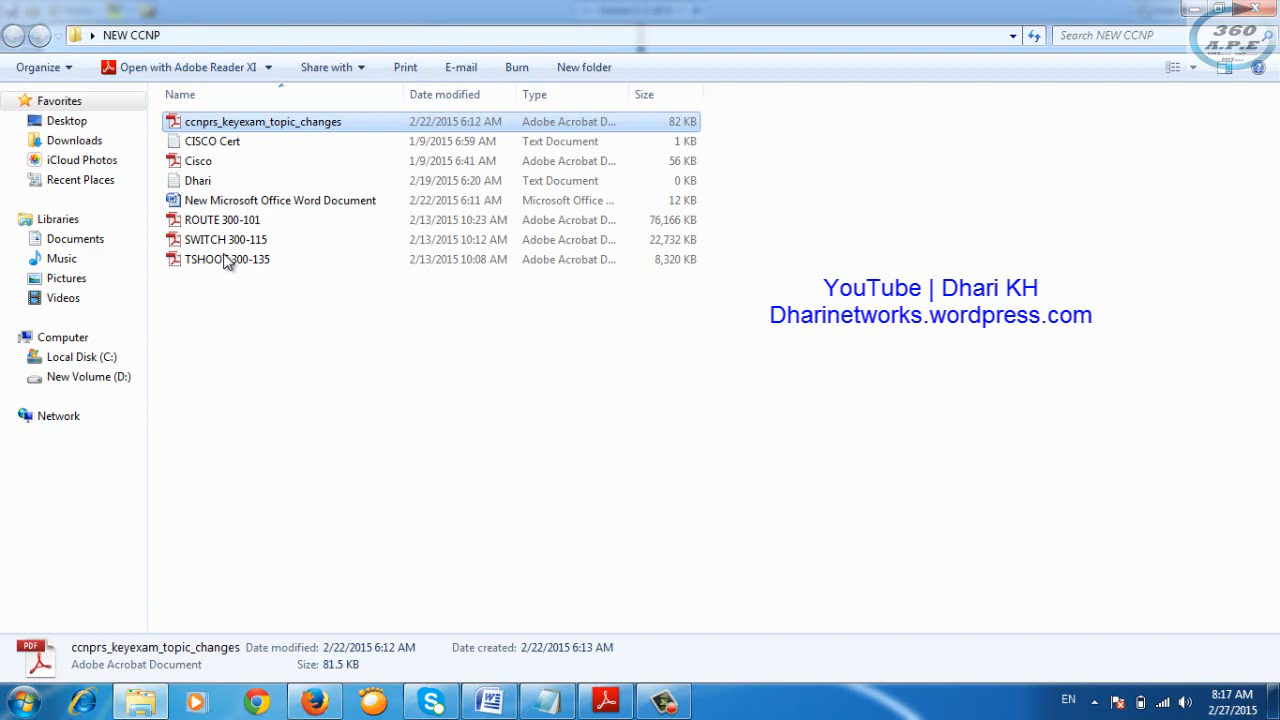 NEW CCNP
Search NEW CCNP
360
A.P.E
Organize
Open with Adobe Reader XI
Share with
Print
E-mail
Burn
New folder
Favorites
Desktop
Downloads
iCloud Photos
Recent Places
Libraries
Documents
Music
Pictures
Videos
Computer
Local Disk (C:)
New Volume (D:)
Network
Name Date modified Type Size
ccnprs_keyexam_topic_changes 2/22/2015 6:12 AM Adobe Acrobat D... 82 KB
CISCO Cert 1/9/2015 6:59 AM Text Document 1 KB
Cisco 1/9/2015 6:41 AM Adobe Acrobat D... 56 KB
Dhari 2/19/2015 6:20 AM Text Document 0 KB
New Microsoft Office Word Document 2/22/2015 6:11 AM Microsoft Office ... 12 KB
ROUTE 300-101 2/13/2015 10:23 AM Adobe Acrobat D... 76,166 KB
SWITCH 300-115 2/13/2015 10:12 AM Adobe Acrobat D... 22,732 KB
TSHOOT 300-135 2/13/2015 10:08 AM Adobe Acrobat D... 8,320 KB
YouTube | Dhari KH
Dharinetworks.wordpress.com
PDF
ccnprs_keyexam_topic_changes Date modified: 2/22/2015 6:12 AM Date created: 2/22/2015 6:13 AM
Adobe Acrobat Document Size: 81.5 KB
EN
8:17 AM
2/27/2015